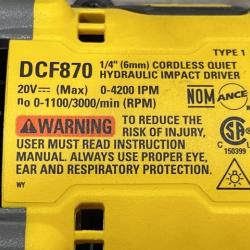 TYPE 1
DCF870 1/4" (6mm) CORDLESS QUIET
HYDRAULIC IMPACT DRIVER
20V (Max) 0-4200 IPM
no 0-1100/3000/min (RPM)
NOM
ANCE
WARNING TO REDUCE THE
RISK OF INJURY,
USER MUST READ INSTRUCTION
MANUAL. ALWAYS USE PROPER EYE,
EAR AND RESPIRATORY PROTECTION.
SA
C
150399
WY